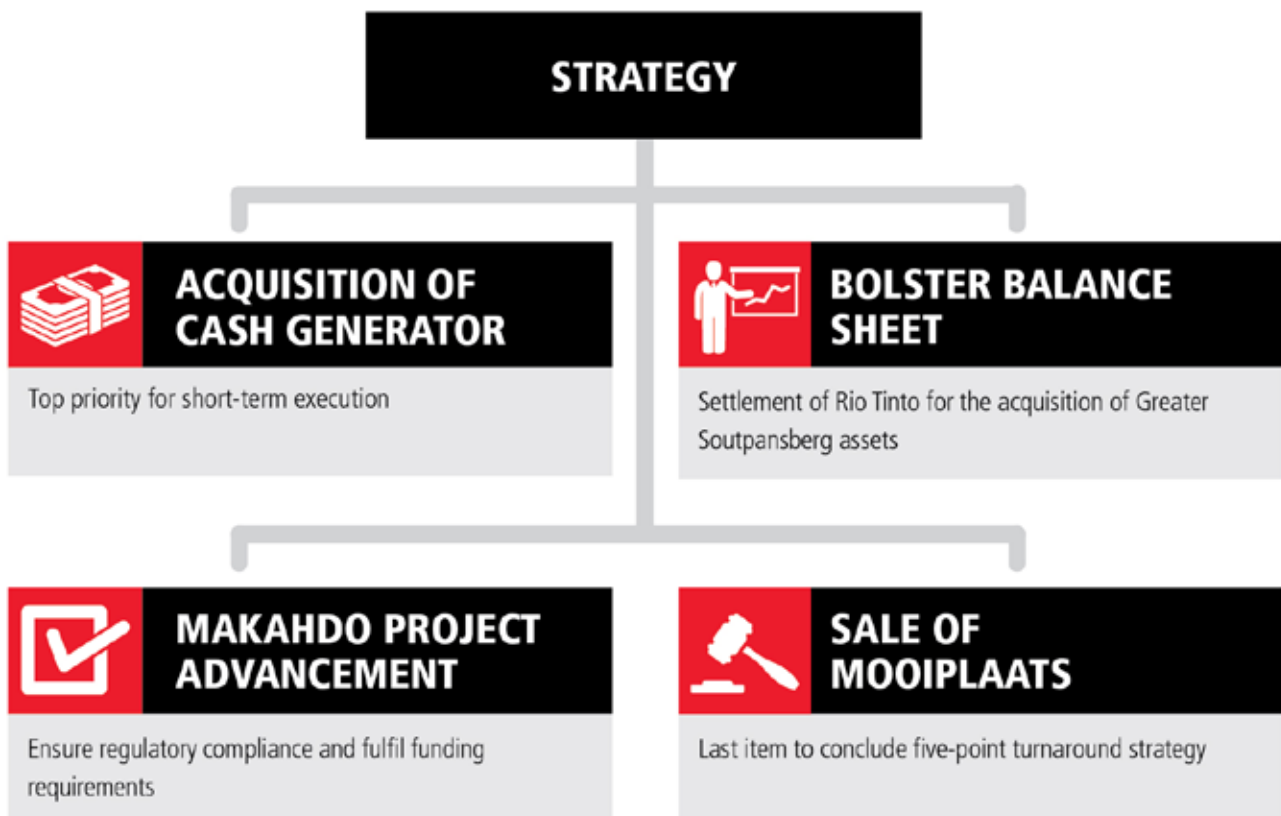 STRATEGY
ACQUISITION OF
CASH GENERATOR
Top priority for short-term execution
BOLSTER BALANCE
SHEET
Settlement of Rio Tinto for the acquisition of Greater
Soutpansberg assets
MAKAHDO PROJECT
ADVANCEMENT
Ensure regulatory compliance and fulfil funding
requirements
SALE OF
MOOIPLAATS
Last item to conclude five-point turnaround strategy